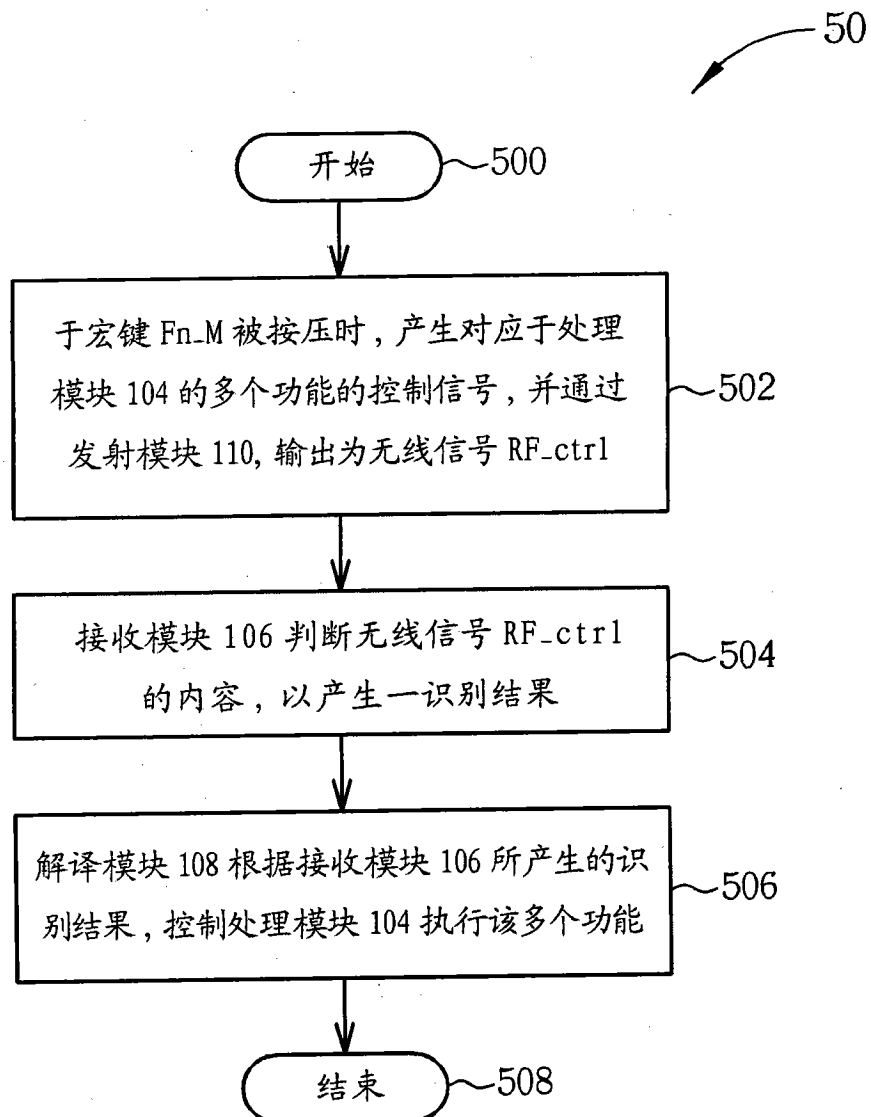 50
开始
500
于宏键 Fn_M 被按压时，产生对应于处理
模块 104 的多个功能的控制信号，并通过
发射模块 110, 输出为无线信号 RF_ctrl
502
接收模块 106 判断无线信号 RF_ctrl
的内容，以产生一识别结果
504
解译模块 108 根据接收模块 106 所产生的识
别结果，控制处理模块 104 执行该多个功能
506
结束
508